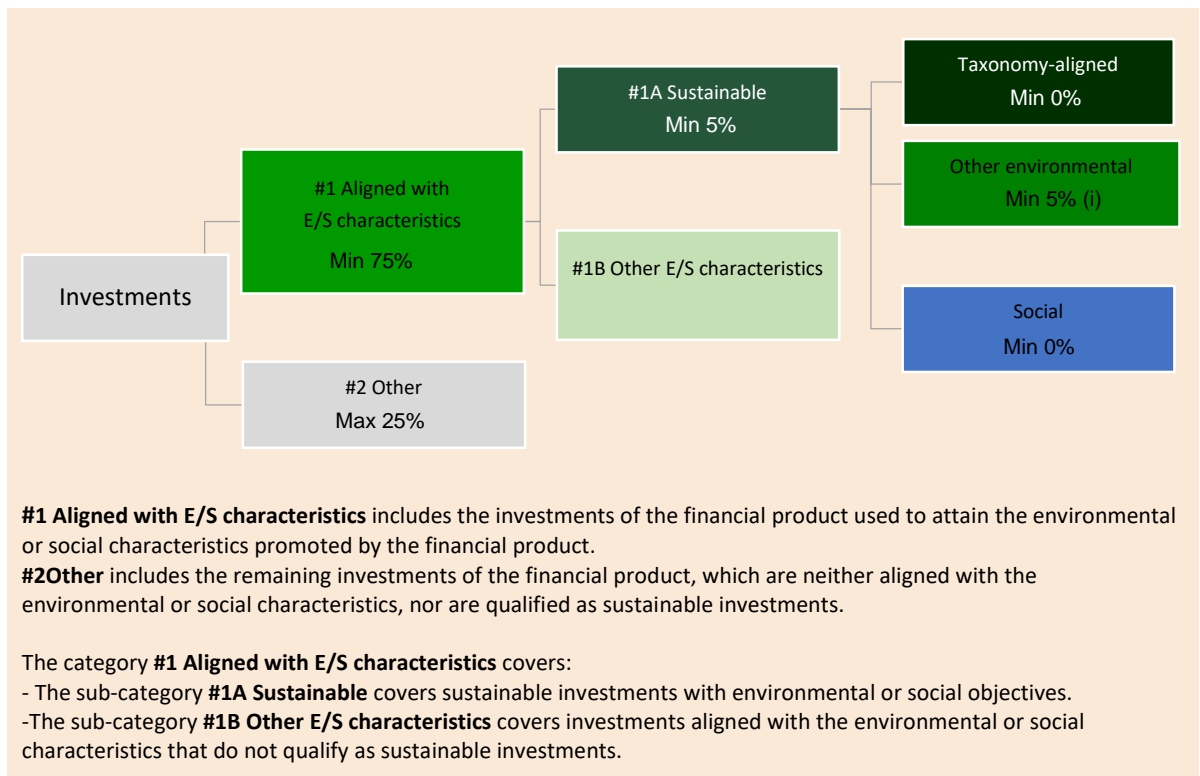 Investments
#1 Aligned with
E/S characteristics
Min 75%
#2 Other
Max 25%
#1A Sustainable
Min 5%
#1B Other E/S characteristics
Taxonomy-aligned
Min 0%
Other environmental
Min 5% (i)
Social
Min 0%
#1 Aligned with E/S characteristics includes the investments of the financial product used to attain the environmental
or social characteristics promoted by the financial product.
#2Other includes the remaining investments of the financial product, which are neither aligned with the
environmental or social characteristics, nor are qualified as sustainable investments.
The category #1 Aligned with E/S characteristics covers:
- The sub-category #1A Sustainable covers sustainable investments with environmental or social objectives.
-The sub-category #1B Other E/S characteristics covers investments aligned with the environmental or social
characteristics that do not qualify as sustainable investments.